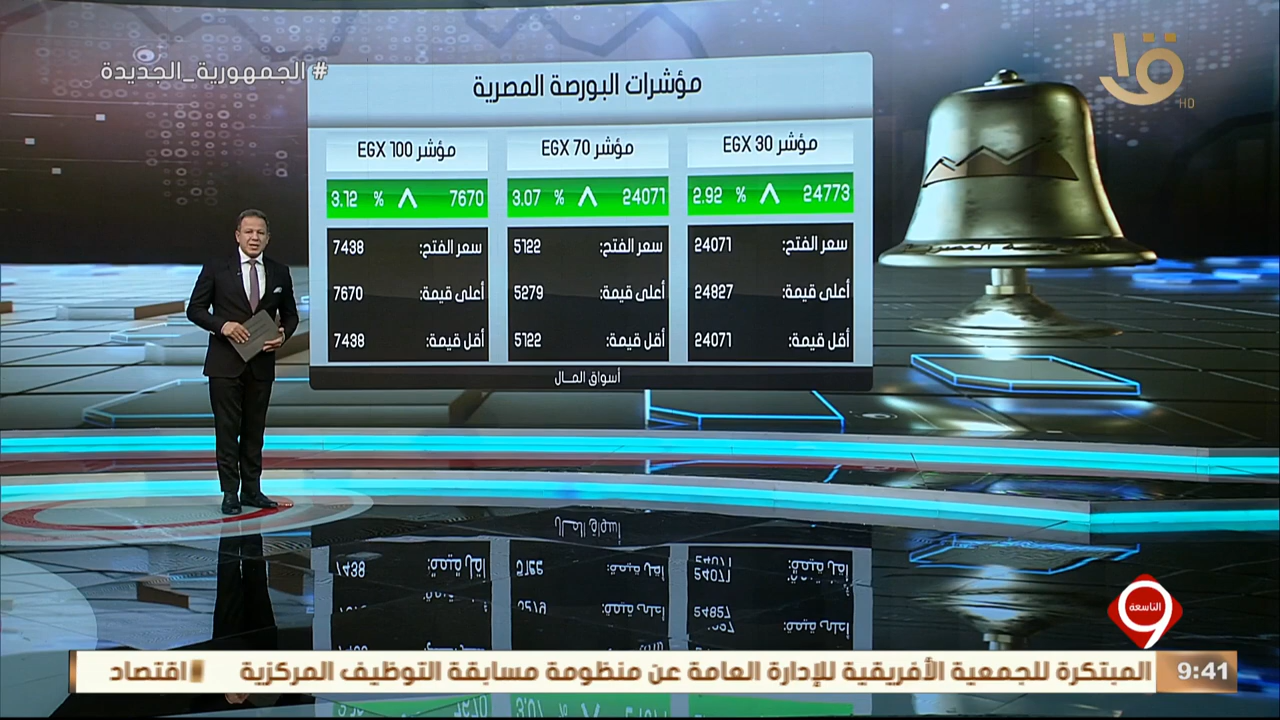 #الجمهورية_الجديدة
HD
مؤشرات البورصة المصرية
مؤشر EGX 30
24773 % 2.92
سعر الفتح: 24071
أعلى قيمة: 24827
أقل قيمة: 24071
مؤشر EGX 70
24071 % 3.07
سعر الفتح: 5122
أعلى قيمة: 5279
أقل قيمة: 5122
مؤشر EGX 100
7670 % 3.12
سعر الفتح: 7438
أعلى قيمة: 7670
أقل قيمة: 7438
أسواق المـال
التاسعة
9
9:41 المبتكرة للجمعية الأفريقية للإدارة العامة عن منظومة مسابقة التوظيف المركزية اقتصاد